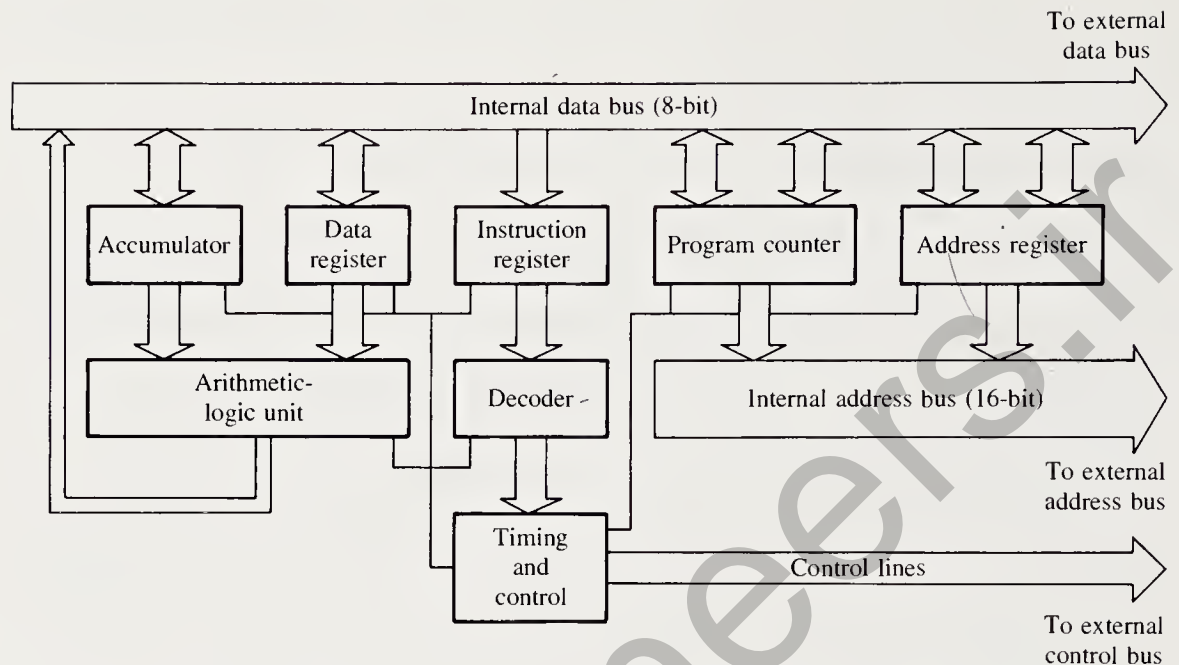 To external
data bus
Internal data bus (8-bit)
Accumulator
Data
register
Instruction
register
Program counter
Address register
Arithmetic-
logic unit
Decoder
Internal address bus (16-bit)
To external
address bus
Timing
and
control
Control lines
To external
control bus
neers.ir